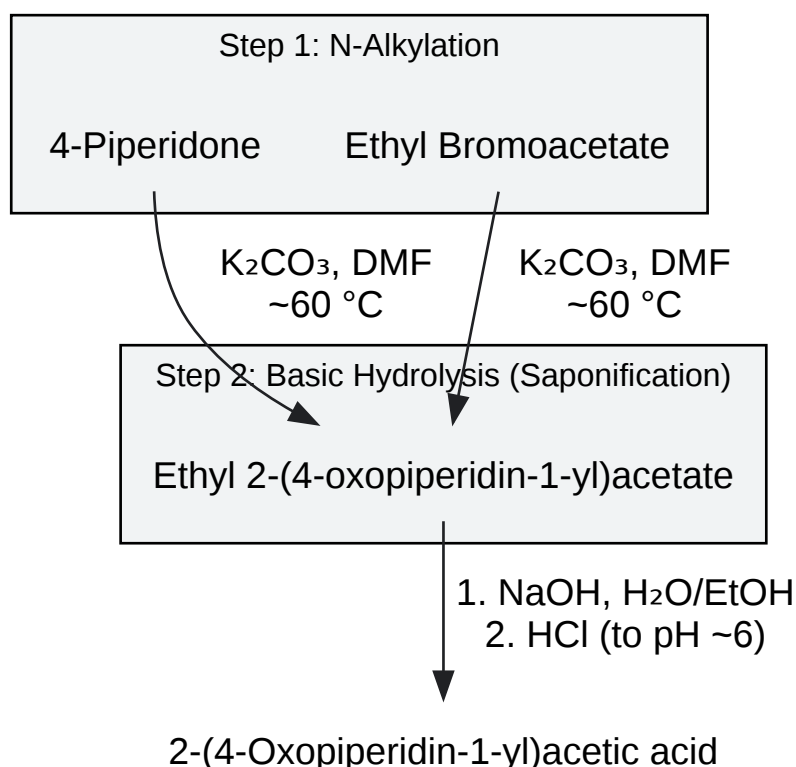 Step 1: N-Alkylation
4-Piperidone
Ethyl Bromoacetate
K₂CO₃, DMF
~60 °C
K₂CO₃, DMF
~60 °C
Step 2: Basic Hydrolysis (Saponification)
Ethyl 2-(4-oxopiperidin-1-yl)acetate
1. NaOH, H₂O/EtOH
2. HCl (to pH ~6)
2-(4-Oxopiperidin-1-yl)acetic acid